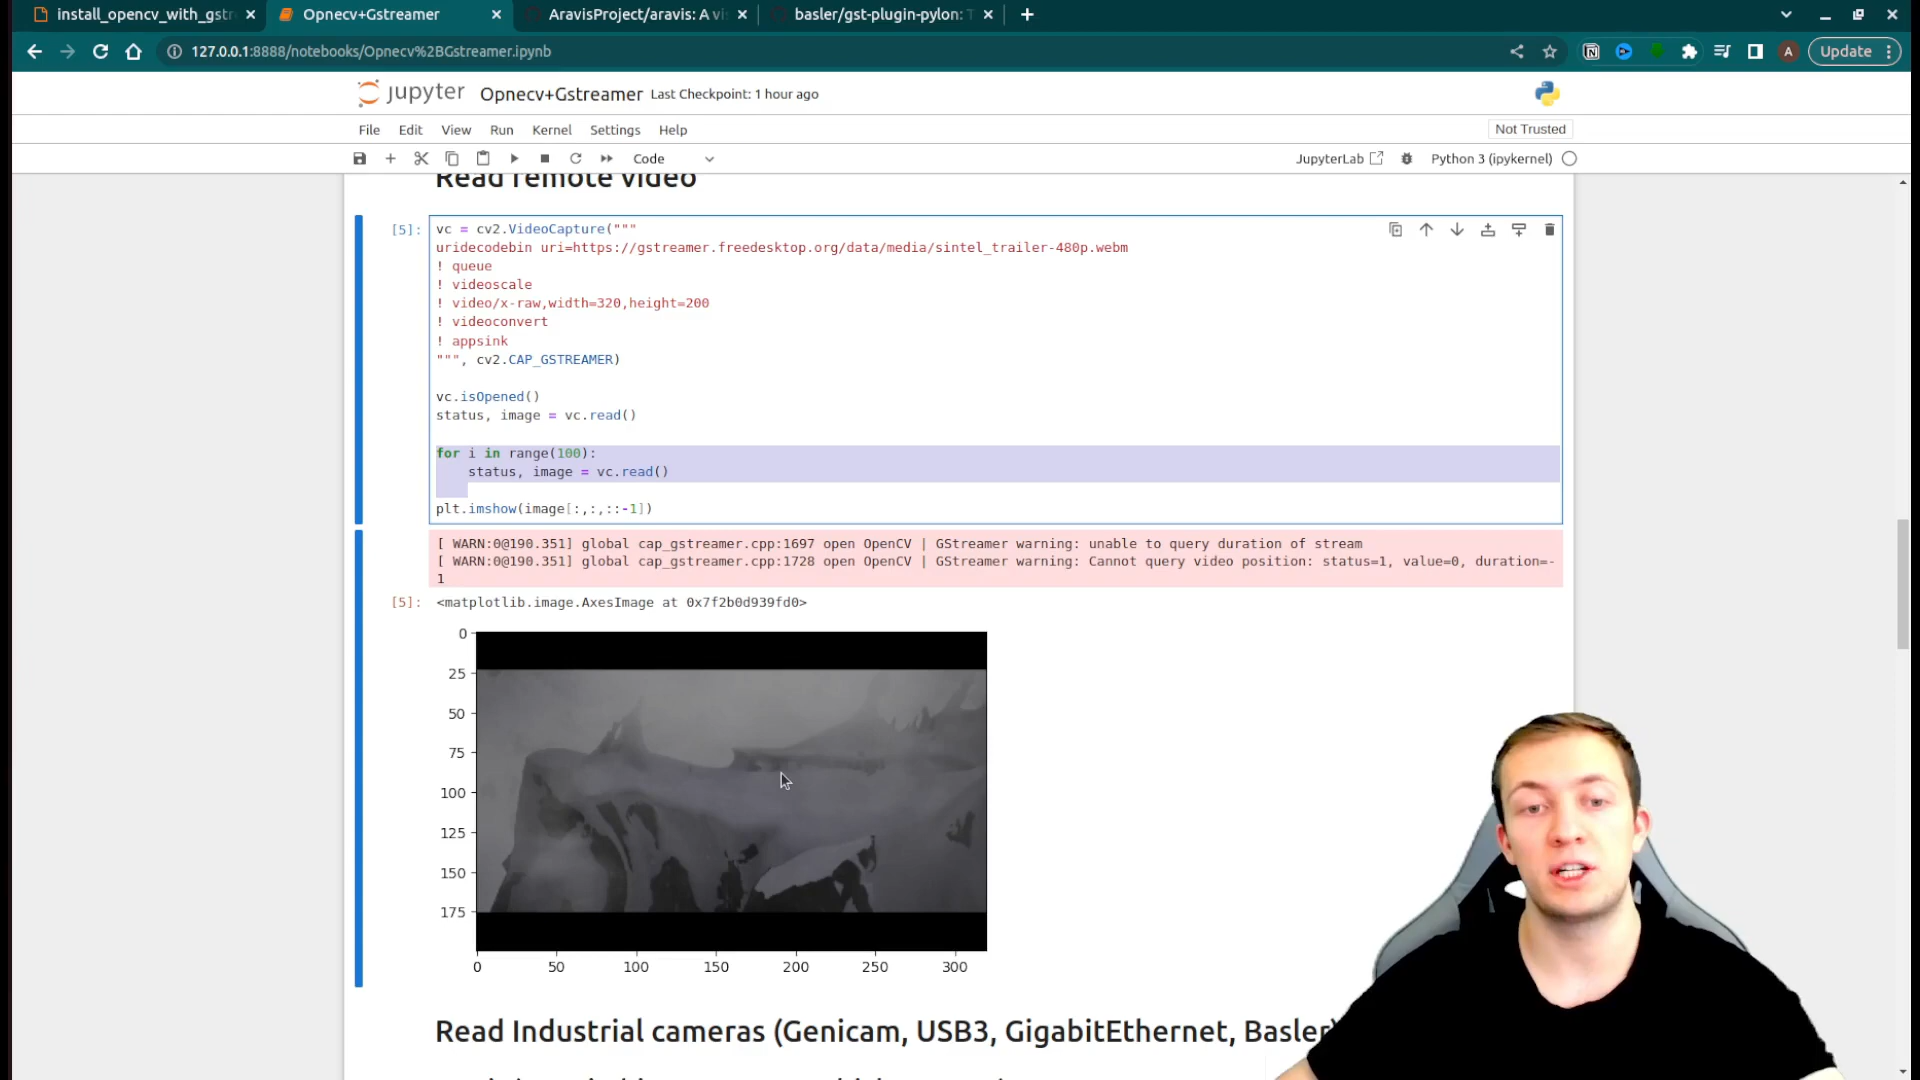 install_opencv_with_gstr
Opnecv+Gstreamer
AravisProject/aravis: A vis
basler/gst-plugin-pylon: T
127.0.0.1:8888/notebooks/Opnecv%2BGstreamer.ipynb
A
Update
jupyter
Opnecv+Gstreamer
Last Checkpoint: 1 hour ago
File Edit View Run Kernel Settings Help
Not Trusted
Code
JupyterLab
Python 3 (ipykernel)
Read remote video
[5]:
vc = cv2.VideoCapture("""
uridecodebin uri=https://gstreamer.freedesktop.org/data/media/sintel_trailer-480p.webm
! queue
! videoscale
! video/x-raw,width=320,height=200
! videoconvert
! appsink
""", cv2.CAP_GSTREAMER)
vc.isOpened()
status, image = vc.read()
for i in range(100):
status, image = vc.read()
plt.imshow(image[:,:,::-1])
[ WARN:0@190.351] global cap_gstreamer.cpp:1697 open OpenCV | GStreamer warning: unable to query duration of stream
[ WARN:0@190.351] global cap_gstreamer.cpp:1728 open OpenCV | GStreamer warning: Cannot query video position: status=1, value=0, duration=-
1
[5]:
<matplotlib.image.AxesImage at 0x7f2b0d939fd0>
0
25
50
75
100
125
150
175
0 50 100 150 200 250 300
Read Industrial cameras (Genicam, USB3, GigabitEthernet, Basler)